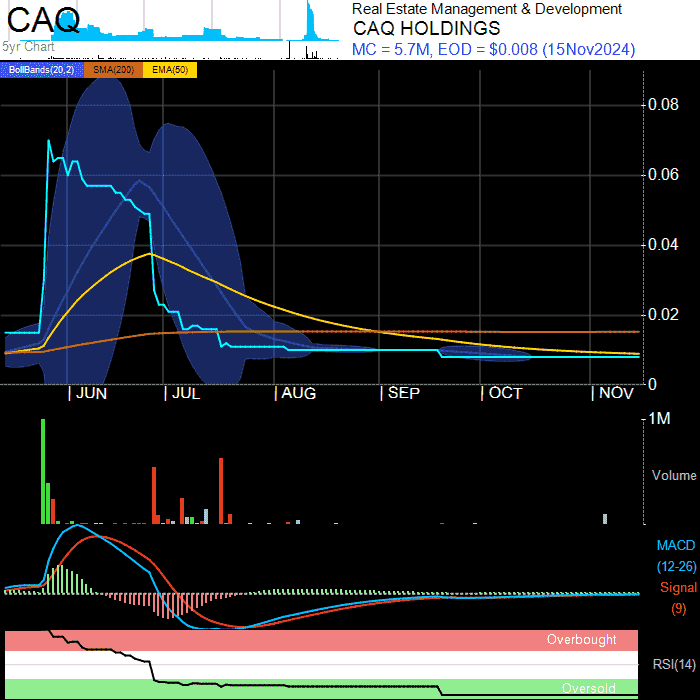 CAQ
5yr Chart
Real Estate Management & Development
CAQ HOLDINGS
MC = 5.7M, EOD = $0.008 (15Nov2024)
BollBands(20,2) SMA(200) EMA(50)
0.08
0.06
0.04
0.02
0
| JUN | JUL | AUG | SEP | OCT | NOV
1M
Volume
MACD
(12-26)
Signal
(9)
Overbought
RSI(14)
Oversold